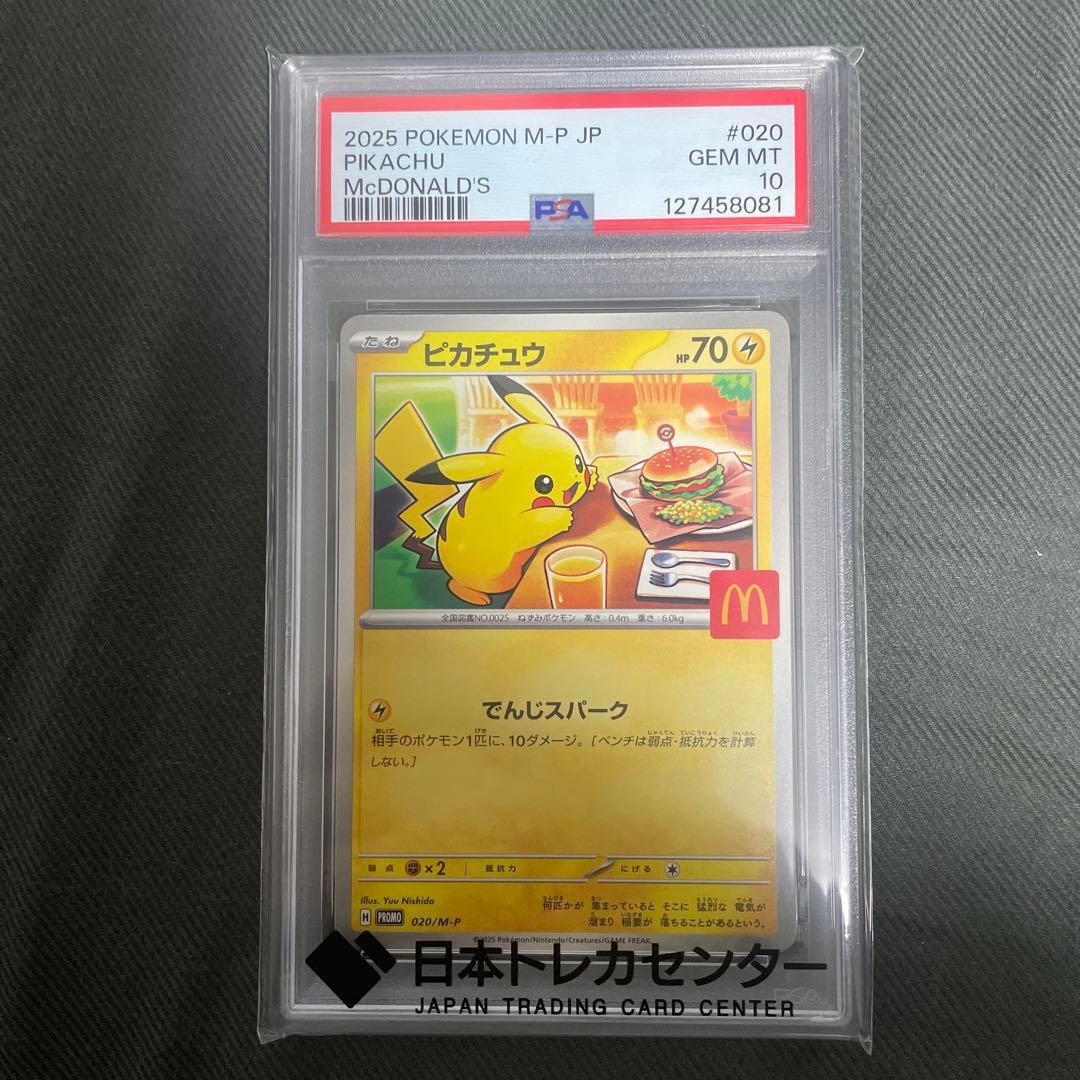 2025 POKEMON M-P JP #020
PIKACHU GEM MT
McDONALD'S 10
PSA 127458081
たね ピカチュウ HP70
M
全国図鑑NO.0025 ねずみポケモン 高さ:0.4m 重さ:6.0kg
でんじスパーク
相手のポケモン1匹に、10ダメージ。[ベンチは弱点・抵抗力を計算
しない。]
弱点 ×2 抵抗力 にげる
Illus. Yuu Nishida
何匹かが 集まっていると そこに 猛烈な 電気が
溜まり 稲妻が 落ちることがあるという。
H PROMO 020/M-P
©2025 Pokémon/Nintendo/Creatures/GAME FREAK
日本トレカセンター
JAPAN TRADING CARD CENTER
PSA